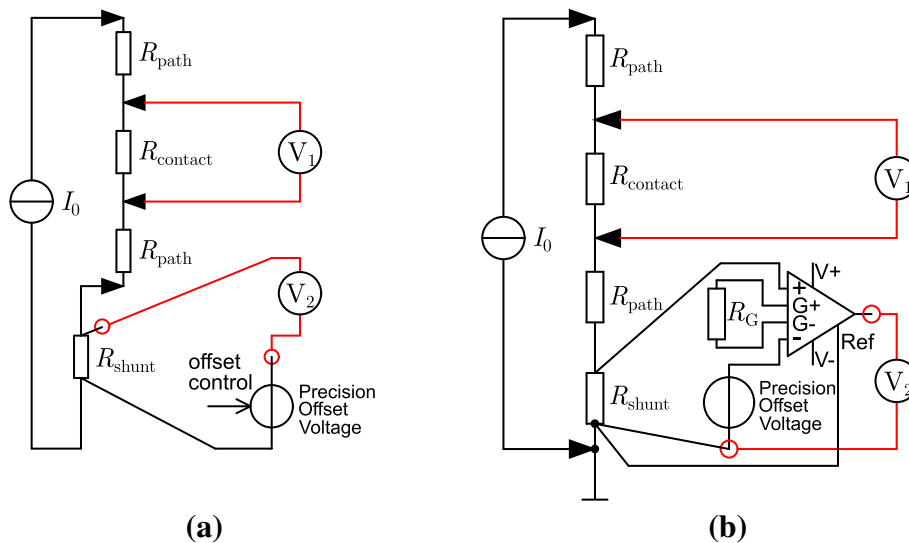 R_path
R_contact
V_1
I_0
R_path
V_2
R_shunt
offset
control
Precision
Offset
Voltage
(a)
R_path
R_contact
V_1
I_0
R_path
V+
+
G+
G-
-
R_G
Ref
V-
R_shunt
Precision
Offset
Voltage
V_2
(b)